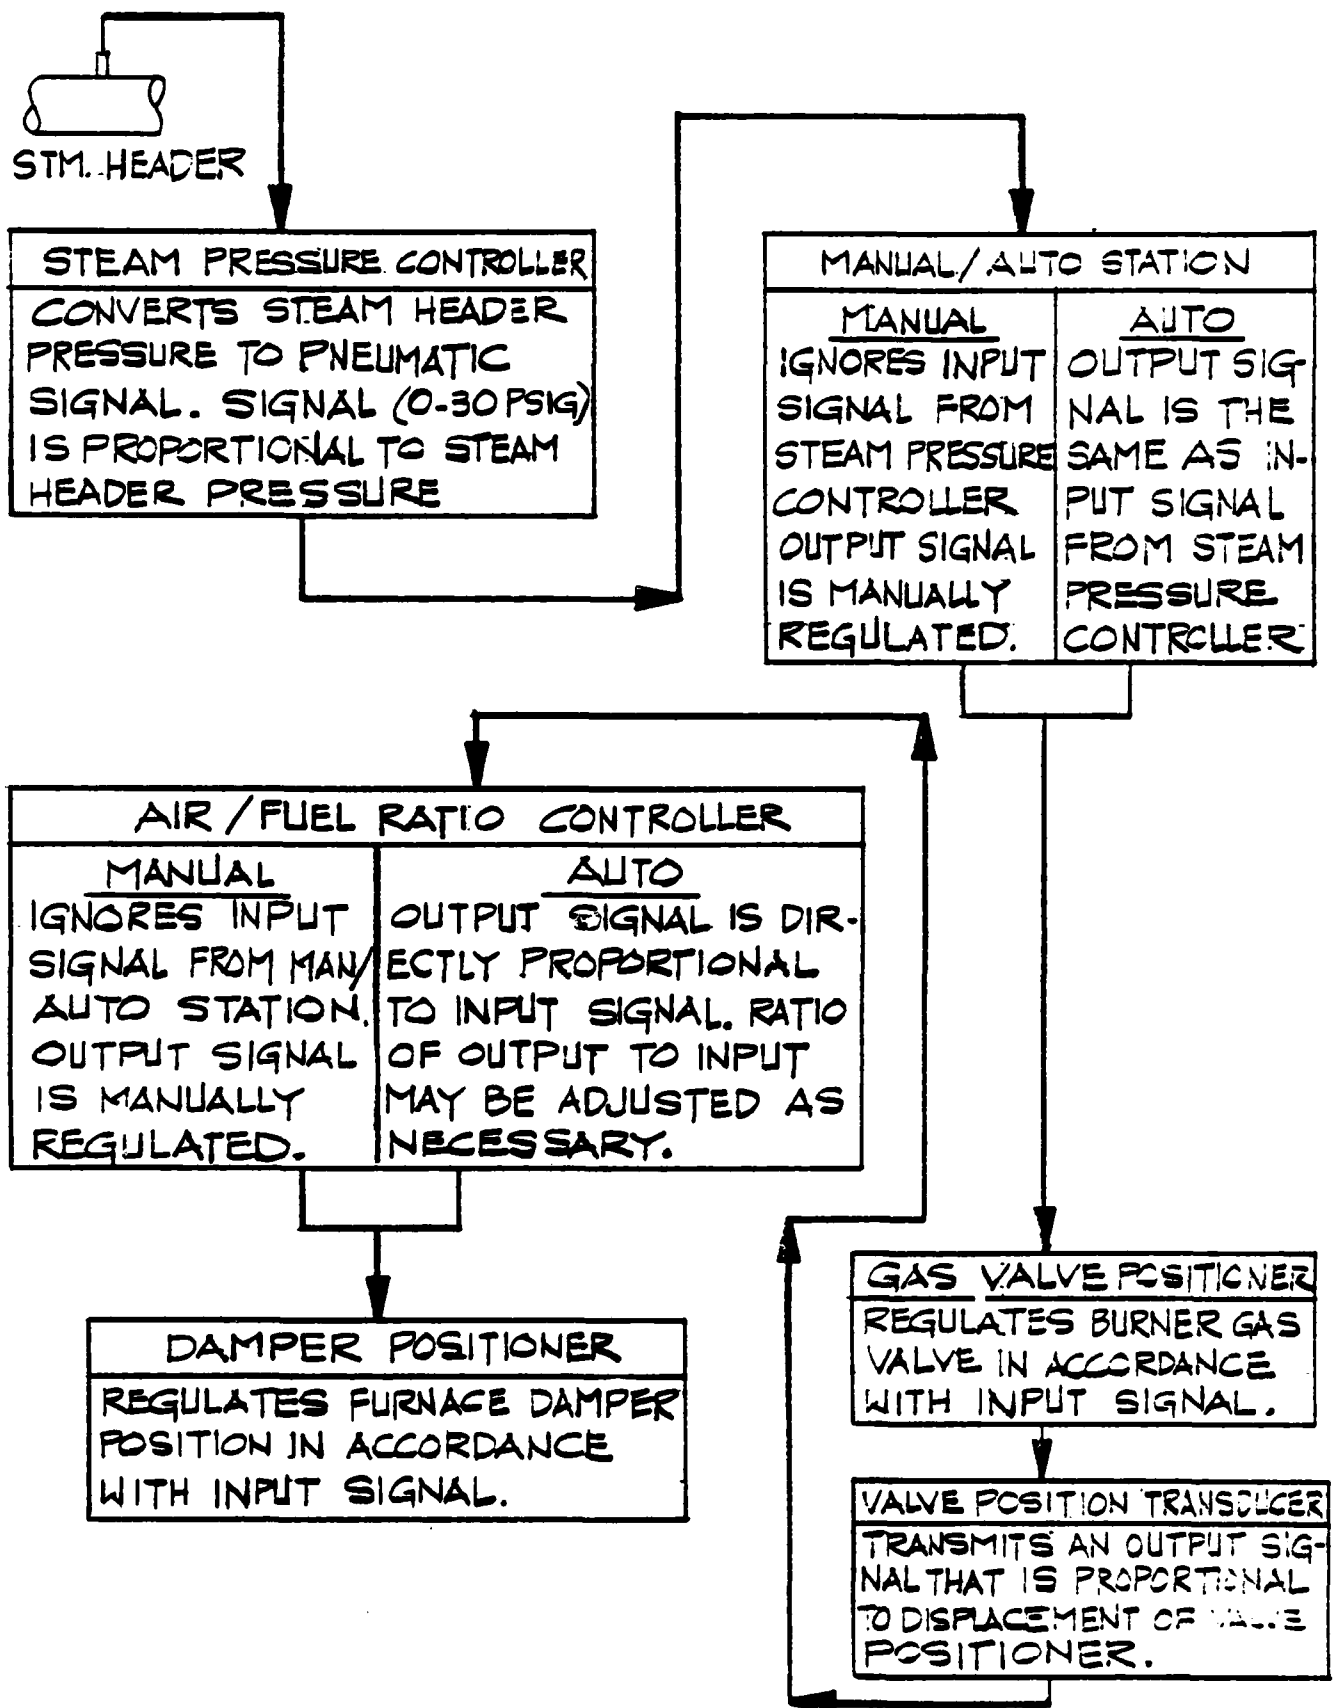 STM. HEADER
STEAM PRESSURE CONTROLLER
CONVERTS STEAM HEADER
PRESSURE TO PNEUMATIC
SIGNAL. SIGNAL (0-30 PSIG)
IS PROPORTIONAL TO STEAM
HEADER PRESSURE
MANUAL/AUTO STATION
MANUAL
IGNORES INPUT
SIGNAL FROM
STEAM PRESSURE
CONTROLLER
OUTPUT SIGNAL
IS MANUALLY
REGULATED.
AUTO
OUTPUT SIG-
NAL IS THE
SAME AS IN-
PUT SIGNAL
FROM STEAM
PRESSURE
CONTROLLER
AIR/FUEL RATIO CONTROLLER
MANUAL
IGNORES INPUT
SIGNAL FROM MAN/
AUTO STATION.
OUTPUT SIGNAL
IS MANUALLY
REGULATED.
AUTO
OUTPUT SIGNAL IS DIR-
ECTLY PROPORTIONAL
TO INPUT SIGNAL. RATIO
OF OUTPUT TO INPUT
MAY BE ADJUSTED AS
NECESSARY.
DAMPER POSITIONER
REGULATES FURNACE DAMPER
POSITION IN ACCORDANCE
WITH INPUT SIGNAL.
GAS VALVE POSITIONER
REGULATES BURNER GAS
VALVE IN ACCORDANCE
WITH INPUT SIGNAL.
VALVE POSITION TRANSDUCER
TRANSMITS AN OUTPUT SIG-
NAL THAT IS PROPORTIONAL
TO DISPLACEMENT OF VALVE
POSITIONER.